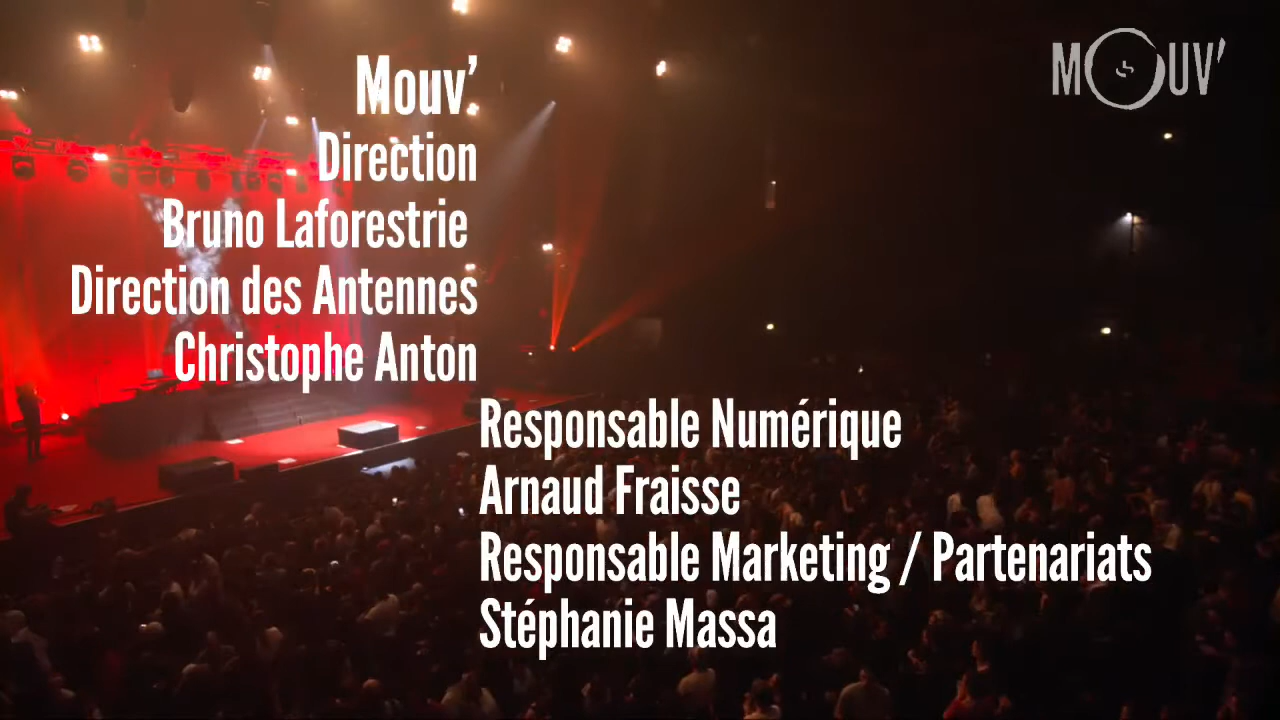 Mouv'
MOUV'
Direction
Bruno Laforestrie
Direction des Antennes
Christophe Anton
Responsable Numérique
Arnaud Fraisse
Responsable Marketing / Partenariats
Stéphanie Massa